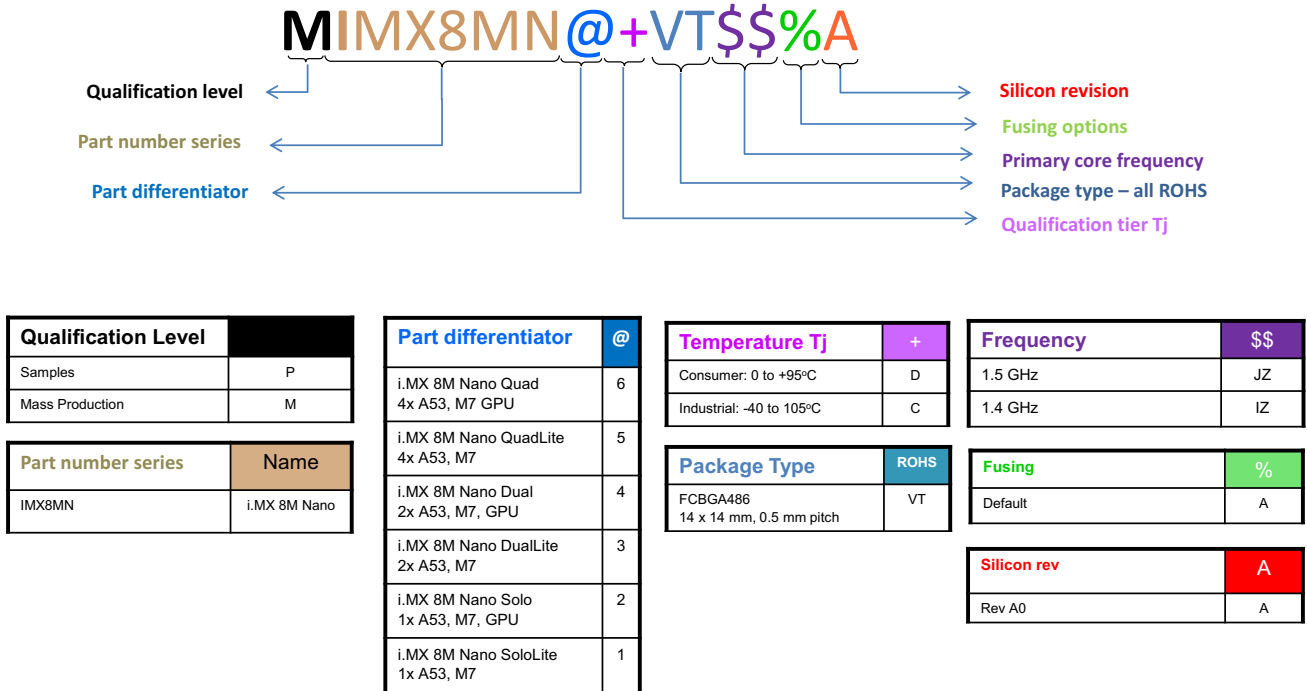 MIMX8MN@+VT$$%A
Qualification level
Part number series
Part differentiator
Silicon revision
Fusing options
Primary core frequency
Package type – all ROHS
Qualification tier Tj
Qualification Level
Samples P
Mass Production M
Part number series Name
IMX8MN i.MX 8M Nano
Part differentiator @
i.MX 8M Nano Quad 6
4x A53, M7 GPU
i.MX 8M Nano QuadLite 5
4x A53, M7
i.MX 8M Nano Dual 4
2x A53, M7, GPU
i.MX 8M Nano DualLite 3
2x A53, M7
i.MX 8M Nano Solo 2
1x A53, M7, GPU
i.MX 8M Nano SoloLite 1
1x A53, M7
Temperature Tj +
Consumer: 0 to +95°C D
Industrial: -40 to 105°C C
Package Type ROHS
FCBGA486 VT
14 x 14 mm, 0.5 mm pitch
Frequency $$
1.5 GHz JZ
1.4 GHz IZ
Fusing %
Default A
Silicon rev A
Rev A0 A